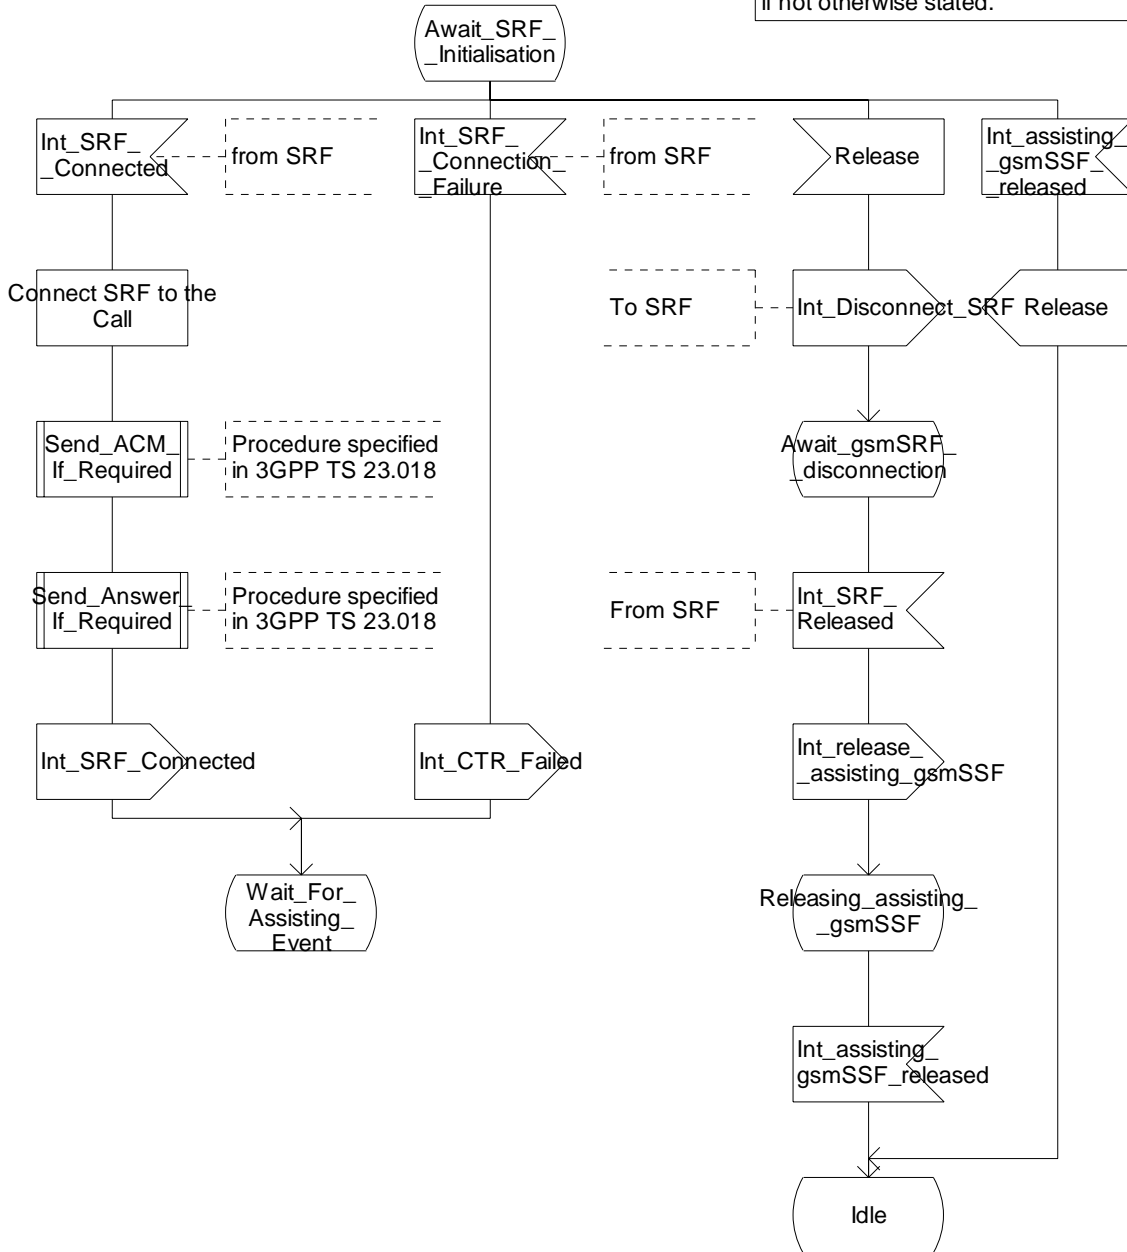 if not otherwise stated.
Await_SRF_
_Initialisation
Int_SRF_
_Connected
from SRF
Int_SRF_
_Connection_
_Failure
from SRF
Release
Int_assisting_
_gsmSSF_
_released
Connect SRF to the
Call
To SRF
Int_Disconnect_SRF
Release
Send_ACM_
If_Required
Procedure specified
in 3GPP TS 23.018
Await_gsmSRF_
_disconnection
Send_Answer_
If_Required
Procedure specified
in 3GPP TS 23.018
From SRF
Int_SRF_
Released
Int_SRF_Connected
Int_CTR_Failed
Int_release_
_assisting_gsmSSF
Wait_For_
Assisting_
Event
Releasing_assisting_
_gsmSSF
Int_assisting_
gsmSSF_released
Idle